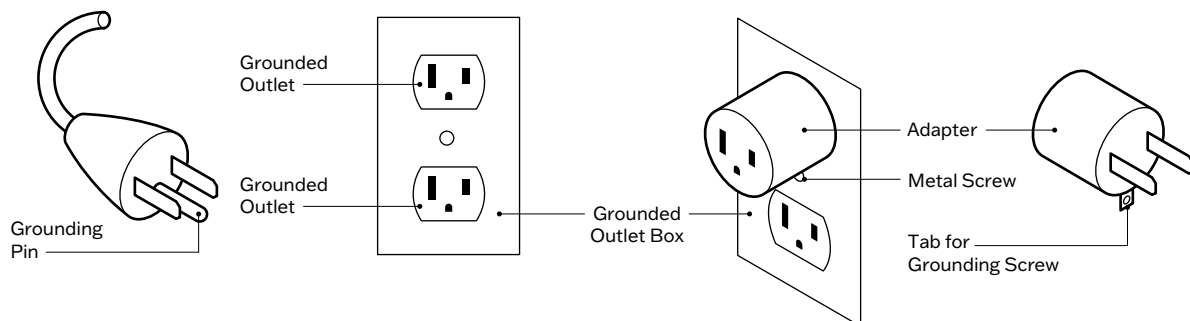 Grounded
Outlet
Grounded
Outlet
Grounding
Pin
Grounded
Outlet Box
Adapter
Metal Screw
Tab for
Grounding Screw